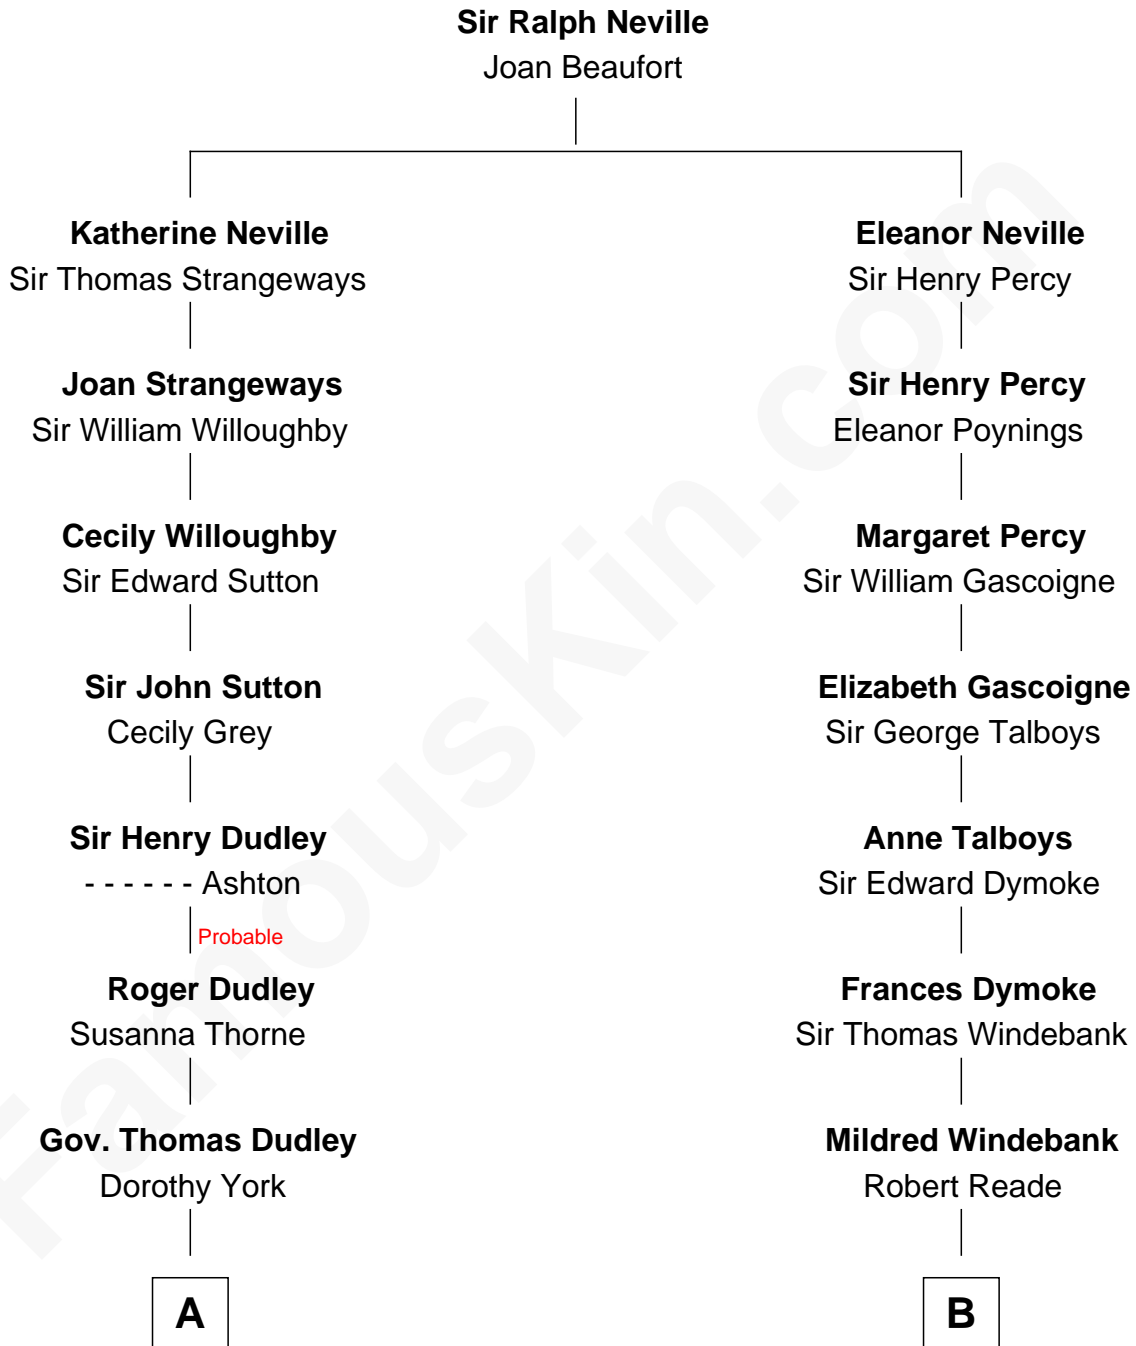 Sir Ralph Neville
Joan Beaufort
Katherine Neville
Sir Thomas Strangeways
Eleanor Neville
Sir Henry Percy
Joan Strangeways
Sir William Willoughby
Sir Henry Percy
Eleanor Poynings
Cecily Willoughby
Sir Edward Sutton
Margaret Percy
Sir William Gascoigne
Sir John Sutton
Cecily Grey
Elizabeth Gascoigne
Sir George Talboys
Sir Henry Dudley
- - - - - - Ashton
Probable
Anne Talboys
Sir Edward Dymoke
Roger Dudley
Susanna Thorne
Frances Dymoke
Sir Thomas Windebank
Gov. Thomas Dudley
Dorothy York
Mildred Windebank
Robert Reade
A
B
FamousKin.com